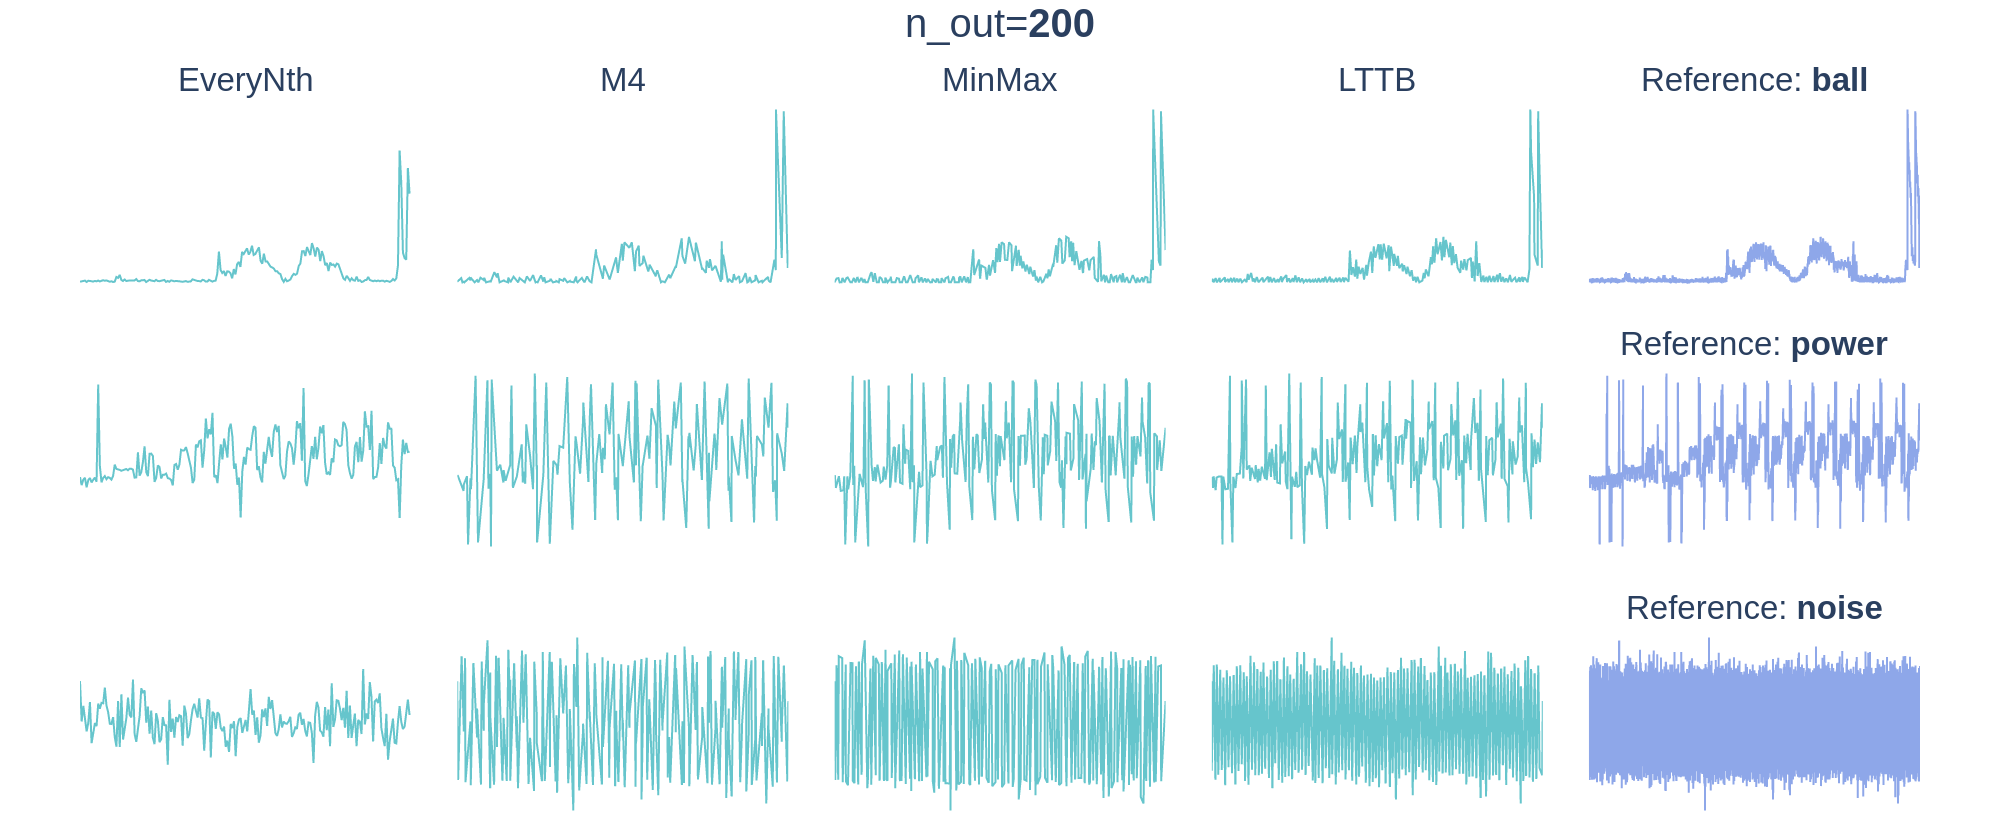 n_out=200
EveryNth
M4
MinMax
LTTB
Reference: ball
Reference: power
Reference: noise